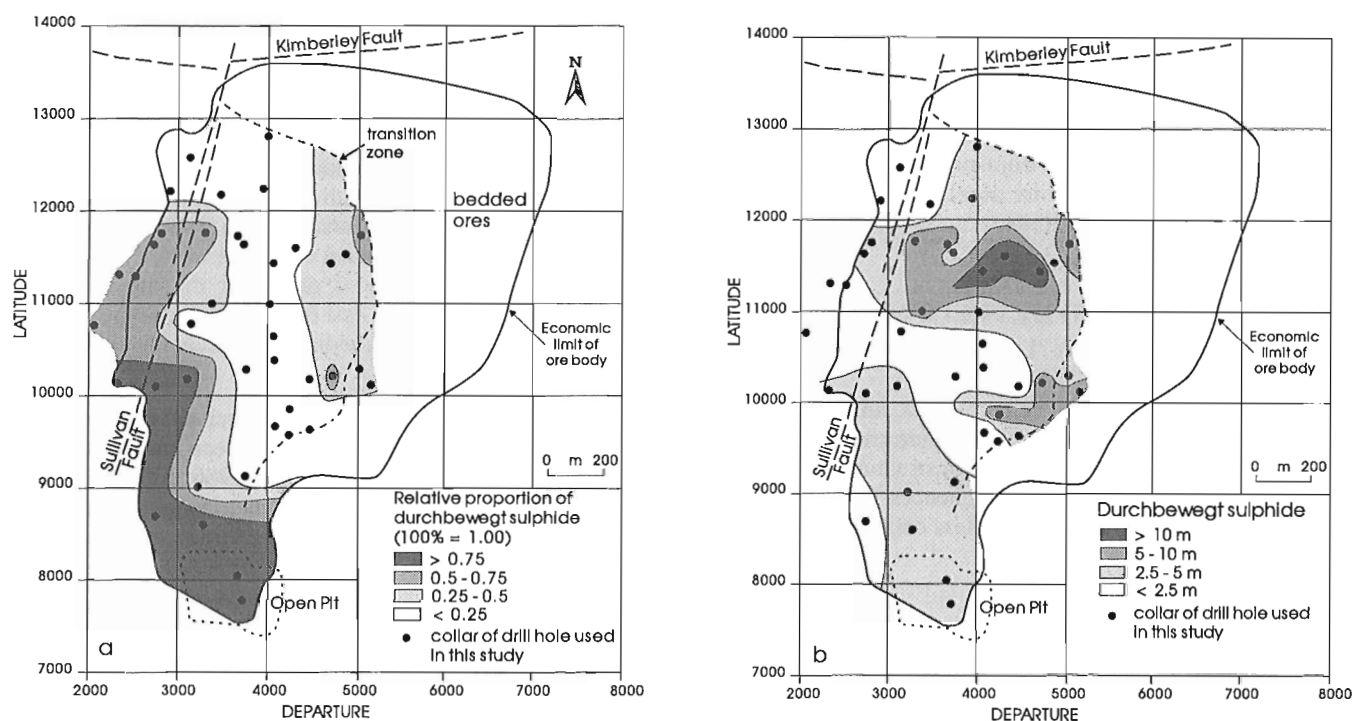 14000
13000
12000
11000
10000
9000
8000
7000
LATITUDE
2000 3000 4000 5000 6000 7000 8000
DEPARTURE
Kimberley Fault
N
transition
zone
bedded
ores
Economic
limit of
ore body
Sullivan
Fault
0 m 200
Relative proportion of
durchbewegt sulphide
(100% = 1.00)
> 0.75
0.5 - 0.75
0.25 - 0.5
< 0.25
collar of drill hole used
in this study
Open Pit
a
14000
13000
12000
11000
10000
9000
8000
7000
LATITUDE
2000 3000 4000 5000 6000 7000 8000
DEPARTURE
Kimberley Fault
Economic
limit of
ore body
Sullivan
Fault
0 m 200
Durchbewegt sulphide
> 10 m
5 - 10 m
2.5 - 5 m
< 2.5 m
collar of drill hole used
in this study
Open Pit
b